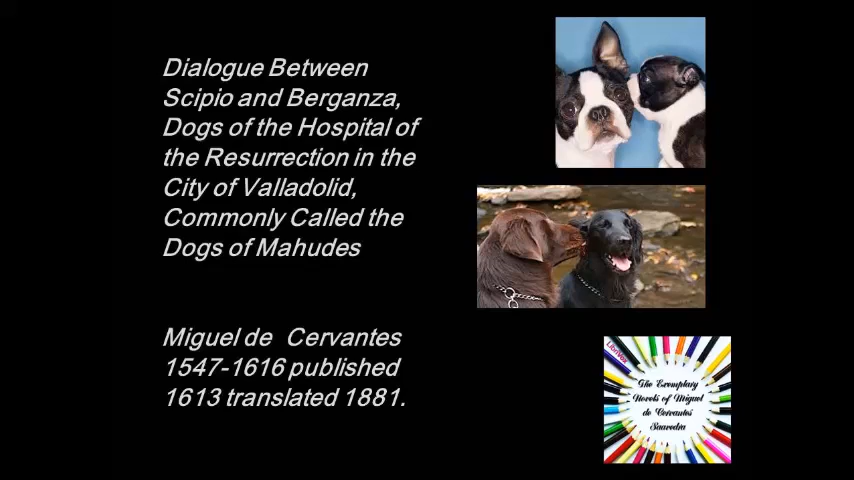 Dialogue Between
Scipio and Berganza,
Dogs of the Hospital of
the Resurrection in the
City of Valladolid,
Commonly Called the
Dogs of Mahudes
Miguel de  Cervantes
1547-1616 published
1613 translated 1881.
LibriVox
The Exemplary
Novels of Miguel
de Cervantes
Saavedra